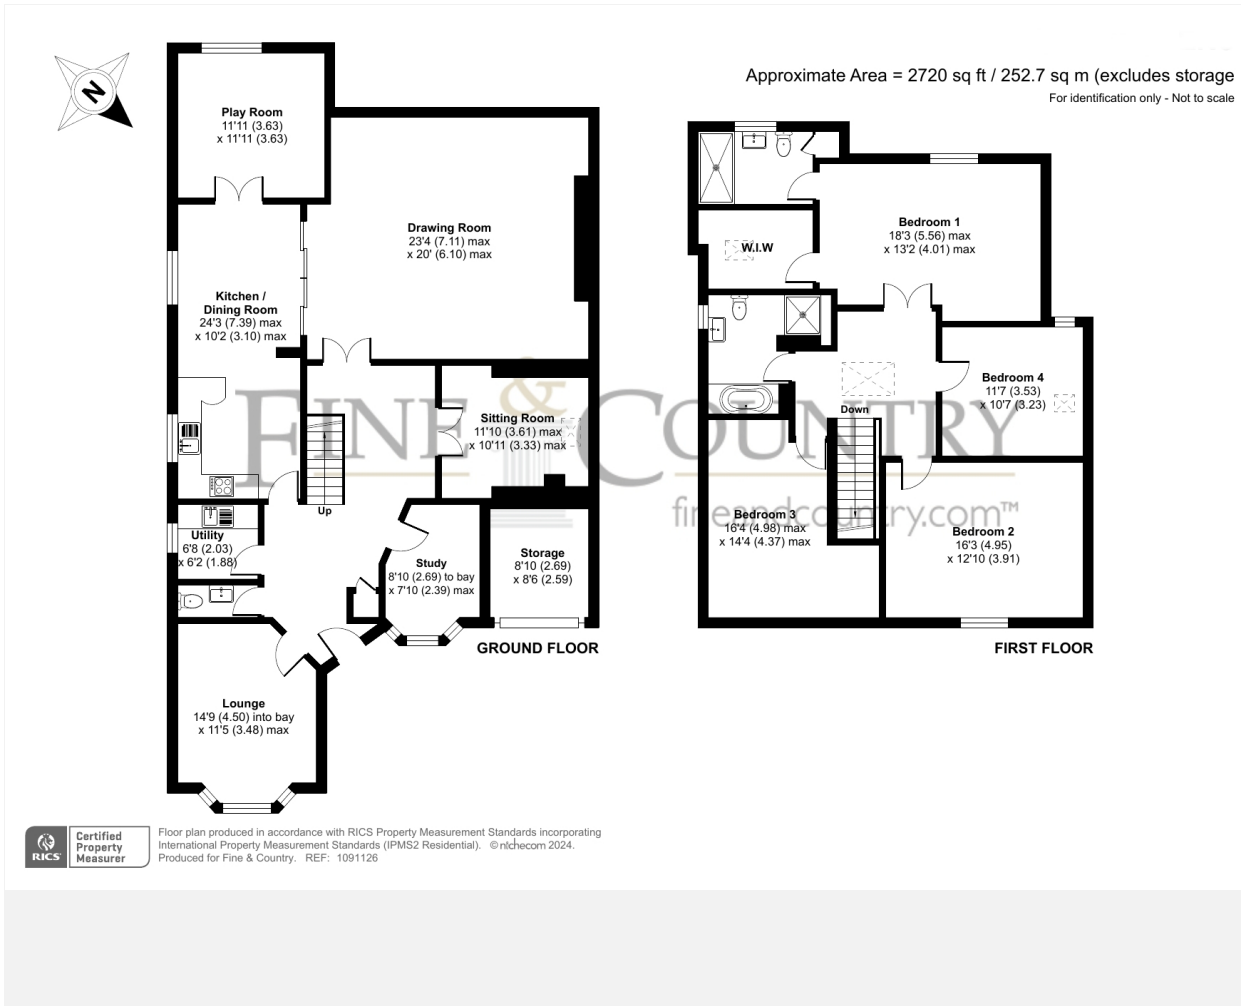 N
Approximate Area = 2720 sq ft / 252.7 sq m (excludes storage
For identification only - Not to scale
Play Room
11'11 (3.63)
x 11'11 (3.63)
Drawing Room
23'4 (7.11) max
x 20' (6.10) max
Kitchen /
Dining Room
24'3 (7.39) max
x 10'2 (3.10) max
Sitting Room
11'10 (3.61) max
x 10'11 (3.33) max
Up
Utility
6'8 (2.03)
x 6'2 (1.88)
Study
8'10 (2.69) to bay
x 7'10 (2.39) max
Storage
8'10 (2.69)
x 8'6 (2.59)
GROUND FLOOR
Lounge
14'9 (4.50) into bay
x 11'5 (3.48) max
Bedroom 1
18'3 (5.56) max
x 13'2 (4.01) max
W.I.W
Bedroom 4
11'7 (3.53)
x 10'7 (3.23)
Down
Bedroom 3
16'4 (4.98) max
x 14'4 (4.37) max
Bedroom 2
16'3 (4.95)
x 12'10 (3.91)
FIRST FLOOR
FINE & COUNTRY
fineandcountry.com™
RICS
Certified
Property
Measurer
Floor plan produced in accordance with RICS Property Measurement Standards incorporating
International Property Measurement Standards (IPMS2 Residential). © nichecom 2024.
Produced for Fine & Country. REF: 1091126